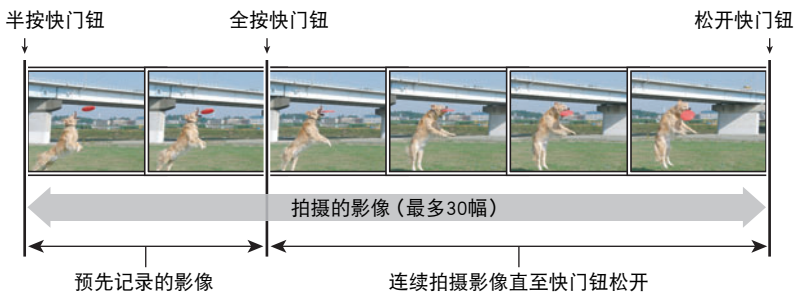 半按快门钮 全按快门钮 松开快门钮
拍摄的影像（最多30幅）
预先记录的影像 连续拍摄影像直至快门钮松开